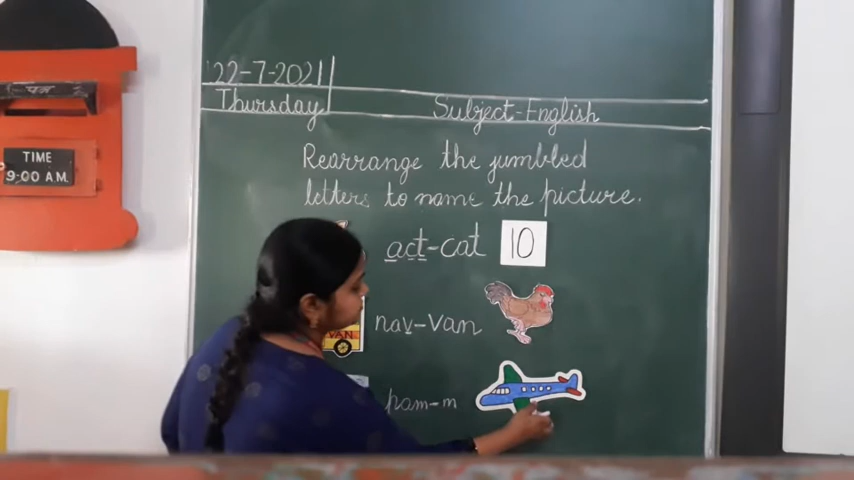 22-7-2021
Thursday
Subject-English
Rearrange the jumbled
letters to name the picture.
act-cat
10
nav-van
VAN
pam-m
TIME
9:00 A.M.